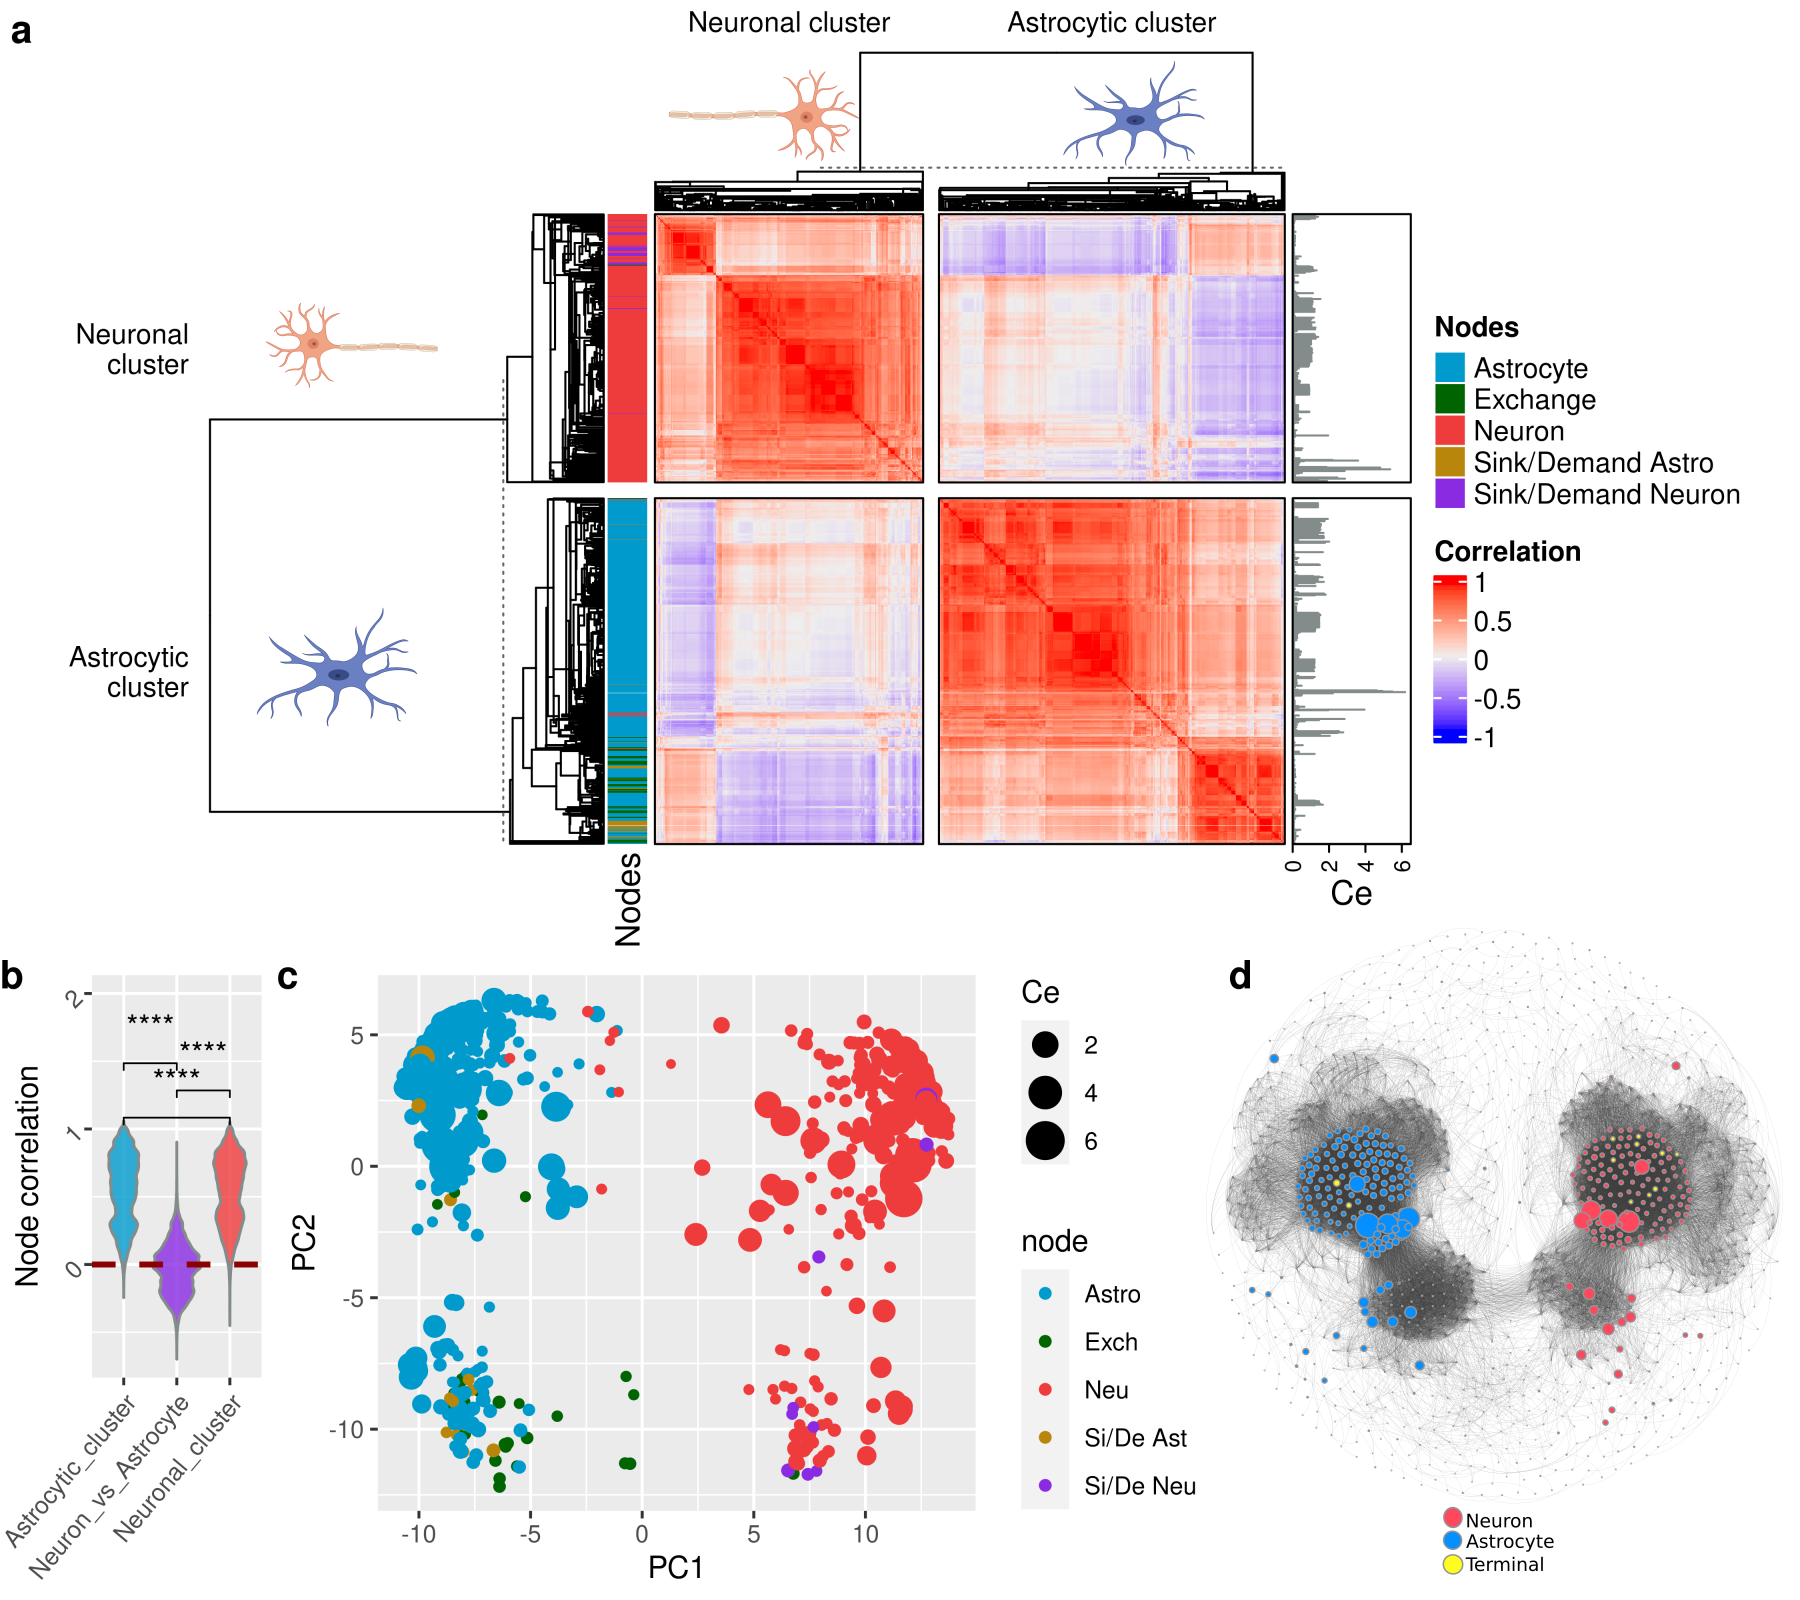 a
Neuronal cluster
Astrocytic cluster
Neuronal
cluster
Astrocytic
cluster
Nodes
0
2
4
6
Ce
Nodes
Astrocyte
Exchange
Neuron
Sink/Demand Astro
Sink/Demand Neuron
Correlation
1
0.5
0
-0.5
-1
b
Node correlation
2
1
0
****
****
****
Astrocytic_cluster
Neuron_vs_Astrocyte
Neuronal_cluster
c
PC2
5
0
-5
-10
-10
-5
0
5
10
PC1
Ce
2
4
6
node
Astro
Exch
Neu
Si/De Ast
Si/De Neu
d
Neuron
Astrocyte
Terminal